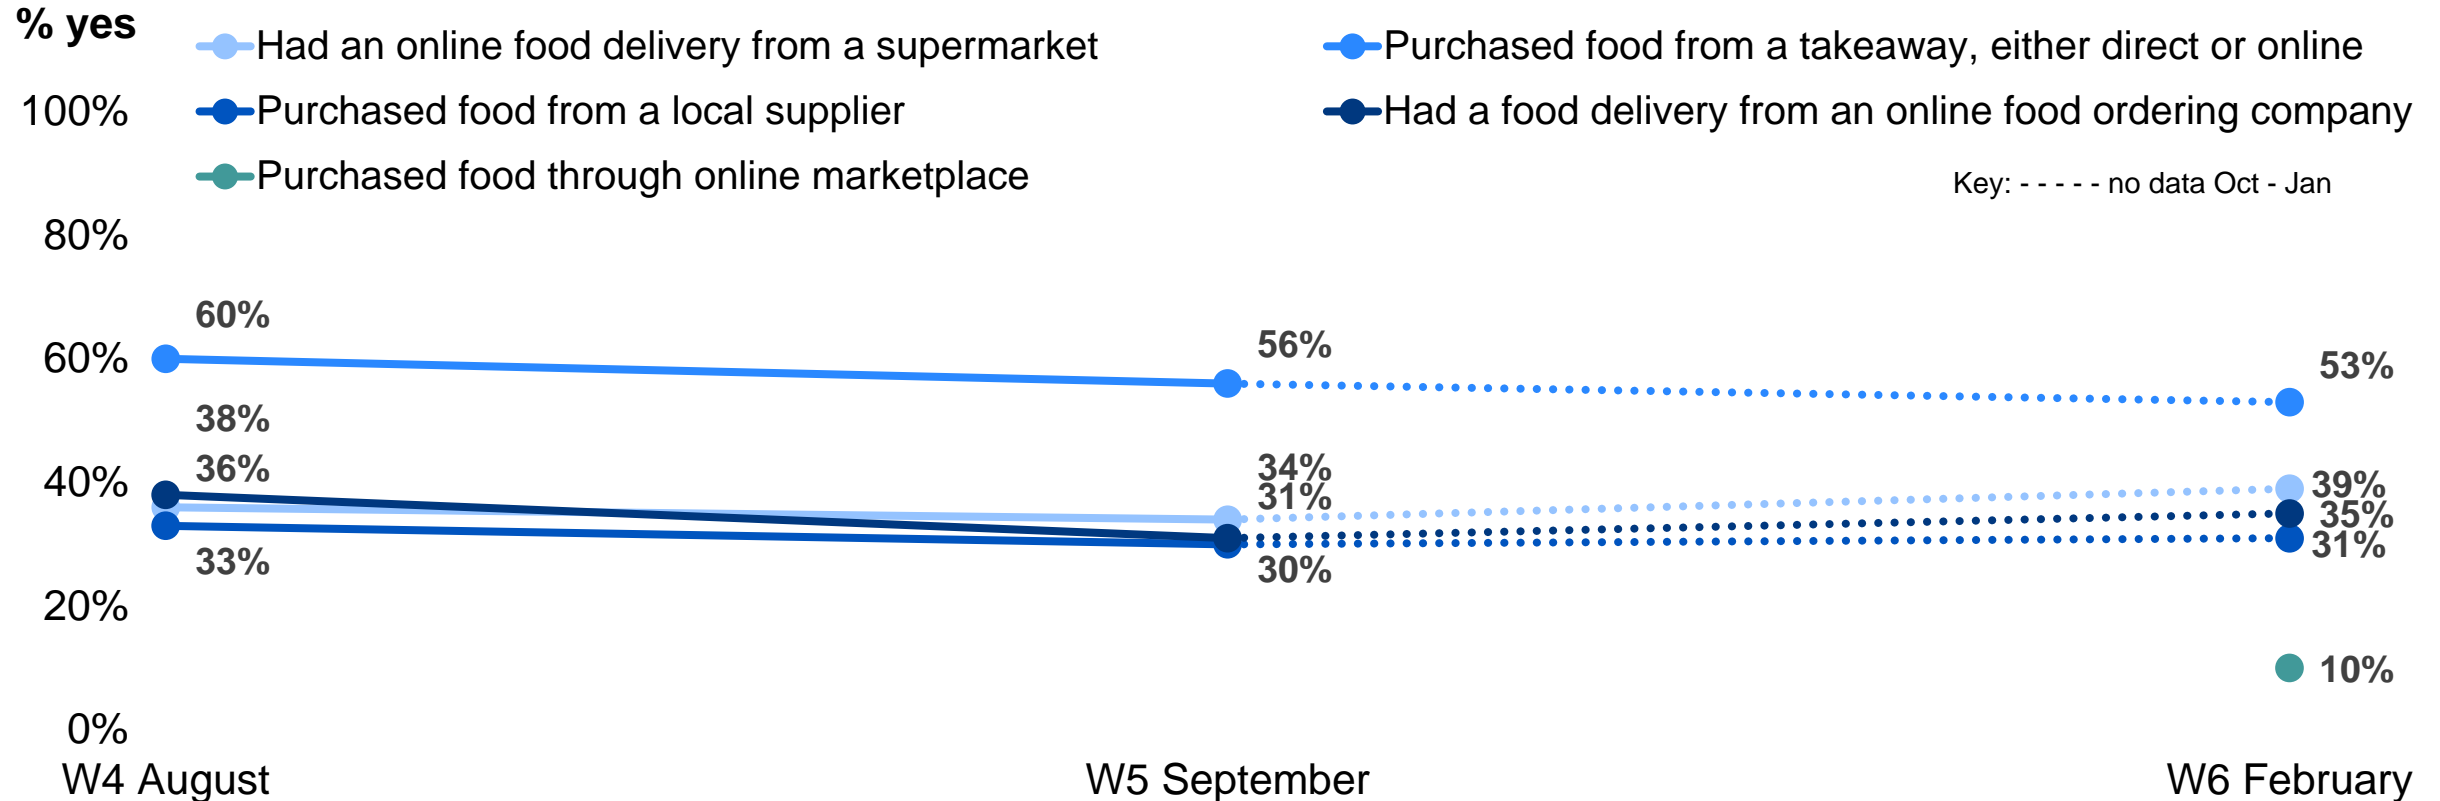 % yes
Had an online food delivery from a supermarket
Purchased food from a takeaway, either direct or online
100%
Purchased food from a local supplier
Had a food delivery from an online food ordering company
Purchased food through online marketplace
Key: - - - - - no data Oct - Jan
80%
60%
40%
20%
0%
60%
38%
36%
33%
56%
34%
31%
30%
53%
39%
35%
31%
10%
W4 August
W5 September
W6 February